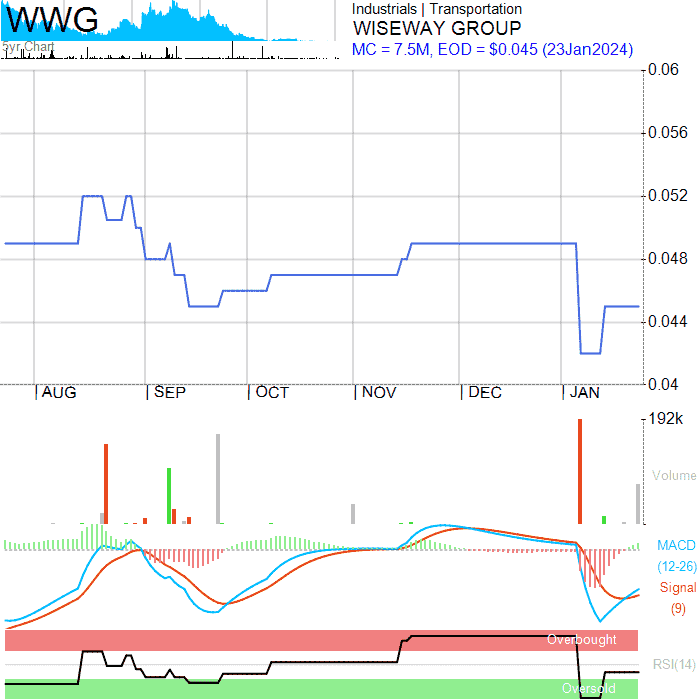 WWG
5yr Chart
Industrials | Transportation
WISEWAY GROUP
MC = 7.5M, EOD = $0.045 (23Jan2024)
0.06
0.056
0.052
0.048
0.044
0.04
| AUG | SEP | OCT | NOV | DEC | JAN
192k
Volume
MACD
(12-26)
Signal
(9)
Overbought
RSI(14)
Oversold